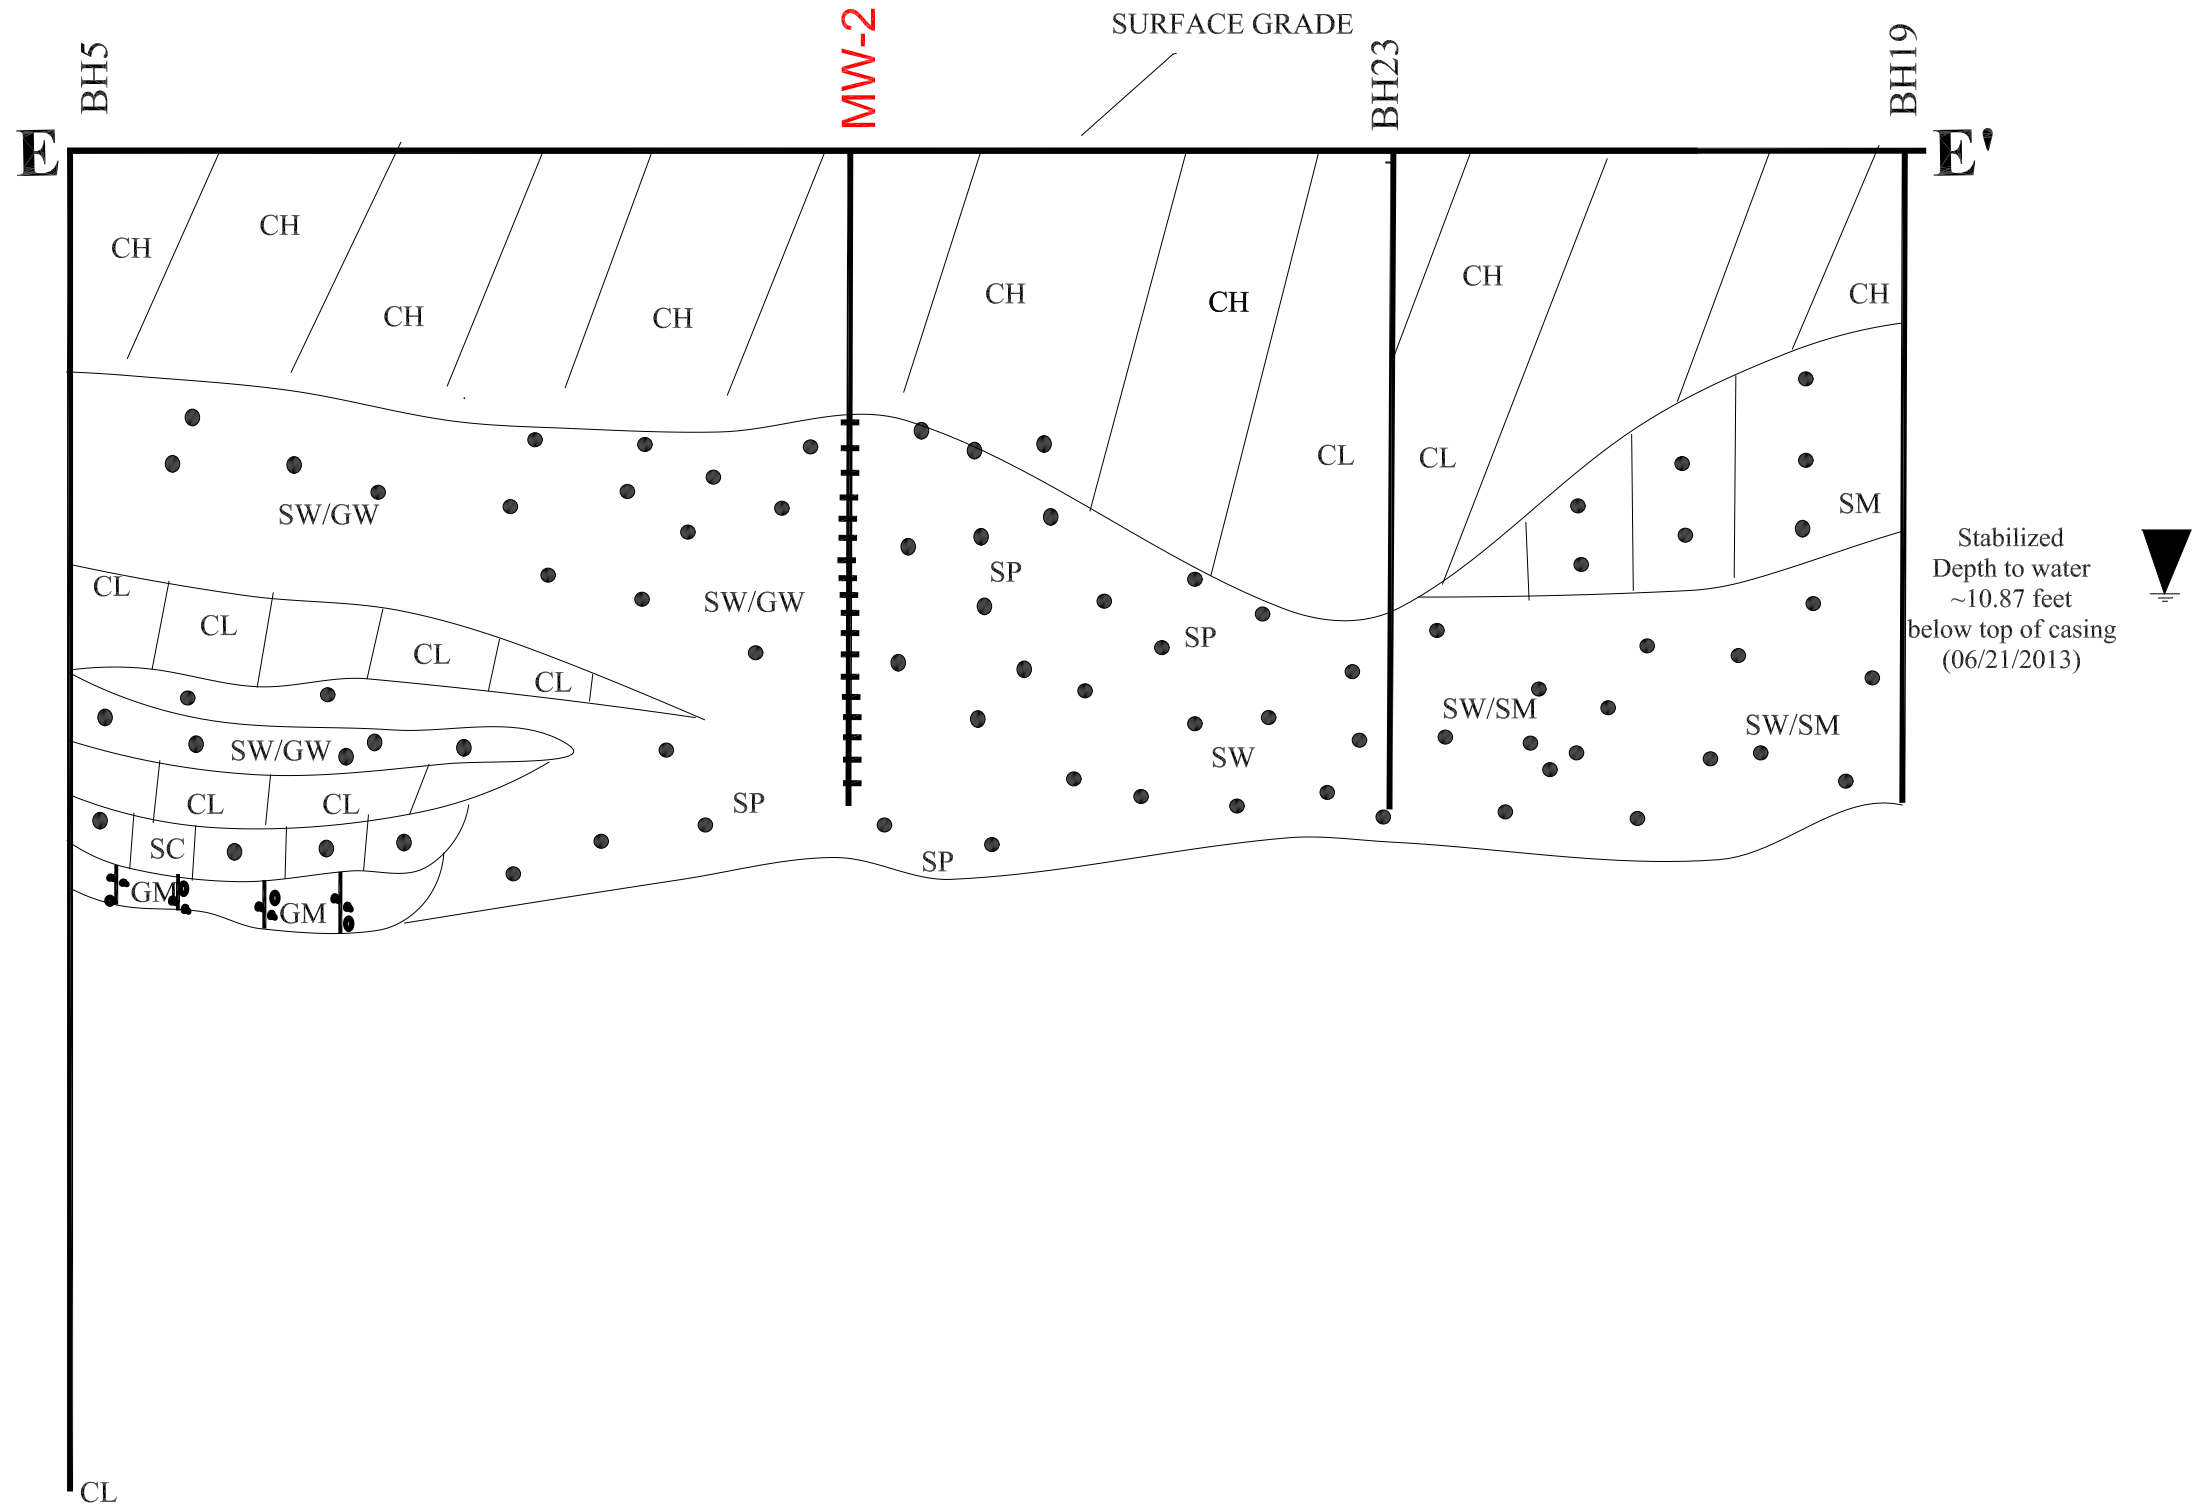 SURFACE GRADE
BH5
MW-2
BH23
BH19
E
E'
CH
CH
CH
CH
CH
CH
CH
CH
CL
CL
SW/GW
SM
Stabilized
Depth to water
~10.87 feet
below top of casing
(06/21/2013)
SP
CL
SW/GW
CL
SP
CL
CL
SW/SM
SW/SM
SW/GW
SW
CL
CL
SP
SC
SP
GM
GM
CL